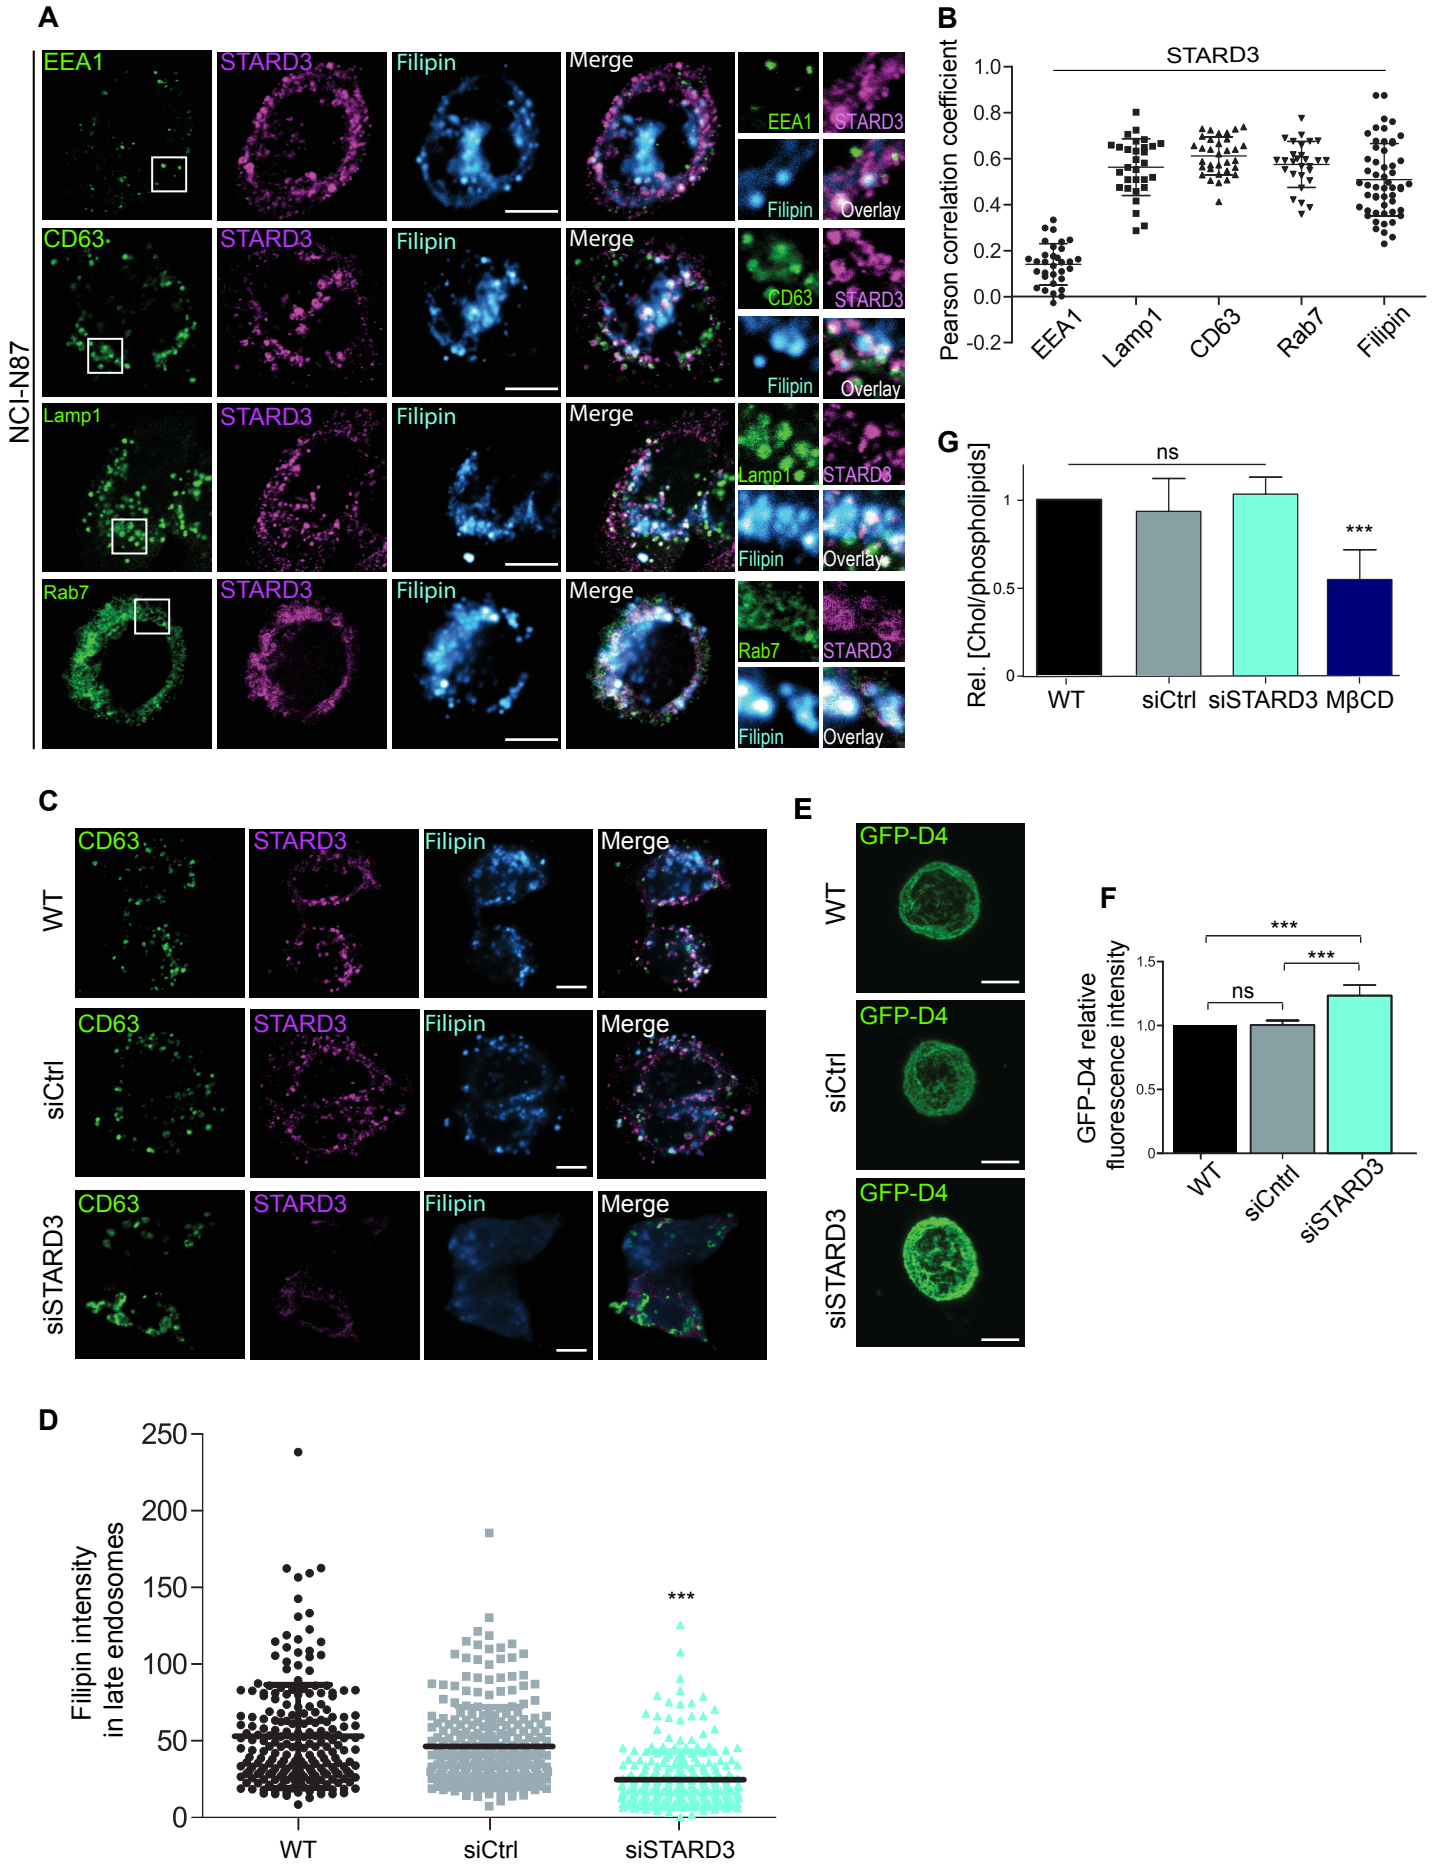 A
NCI-N87
EEA1 STARD3 Filipin Merge EEA1 STARD3
Filipin Overlay
CD63 STARD3 Filipin Merge CD63 STARD3
Filipin Overlay
Lamp1 STARD3 Filipin Merge Lamp1 STARD3
Filipin Overlay
Rab7 STARD3 Filipin Merge Rab7 STARD3
Filipin Overlay
B
STARD3
Pearson correlation coefficient
1.0
0.8
0.6
0.4
0.2
0.0
-0.2
EEA1 Lamp1 CD63 Rab7 Filipin
G
Rel. [Chol/phospholipids]
ns
***
1
0.5
0
WT siCtrl siSTARD3 MβCD
C
WT
CD63 STARD3 Filipin Merge
siCtrl
CD63 STARD3 Filipin Merge
siSTARD3
CD63 STARD3 Filipin Merge
E
WT
GFP-D4
siCtrl
GFP-D4
siSTARD3
GFP-D4
F
GFP-D4 relative
fluorescence intensity
***
***
ns
1.5
1.0
0.5
0
WT siCntrl siSTARD3
D
Filipin intensity
in late endosomes
250
200
150
100
50
0
***
WT siCtrl siSTARD3